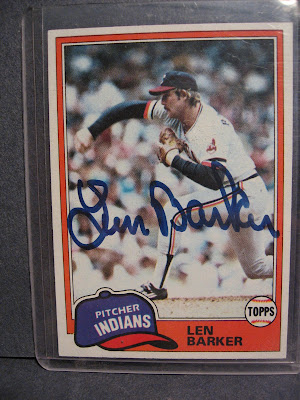 Len Barker
PITCHER
INDIANS
LEN
BARKER
TOPPS